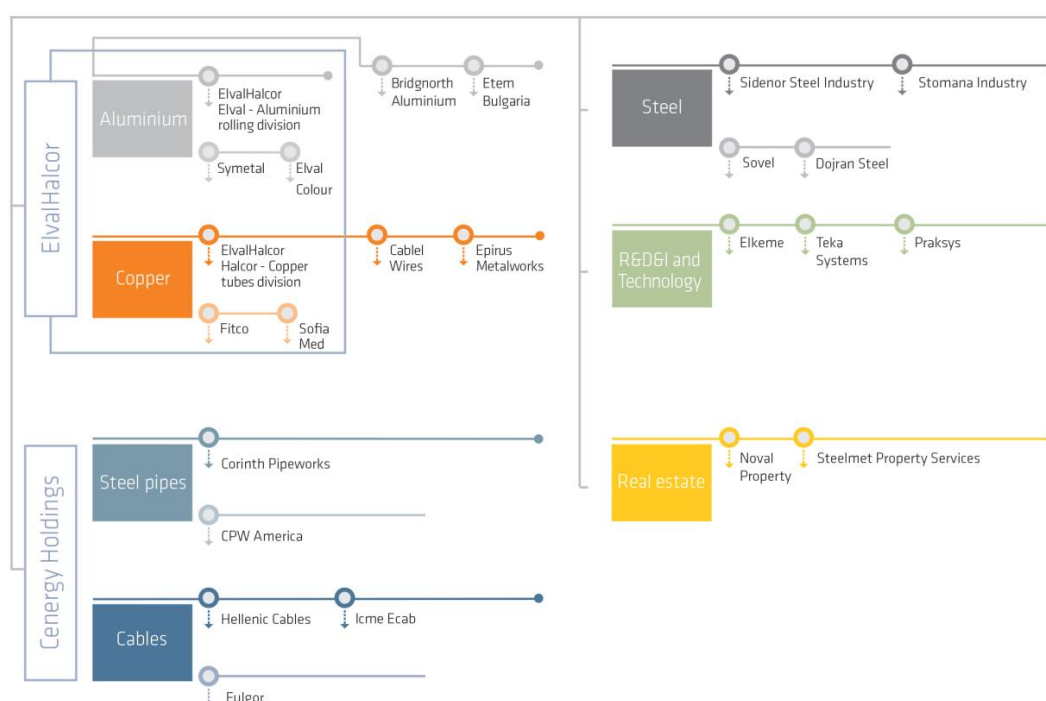 ElvalHalcor
Aluminium
ElvalHalcor
Elval - Aluminium
rolling division
Symetal
Elval
Colour
Bridgnorth
Aluminium
Etem
Bulgaria
Copper
ElvalHalcor
Halcor - Copper
tubes division
Fitco
Sofia
Med
Cablel
Wires
Epirus
Metalworks
Cenergy Holdings
Steel pipes
Corinth Pipeworks
CPW America
Cables
Hellenic Cables
Icme Ecab
Fulgor
Steel
Sidenor Steel Industry
Stomana Industry
Sovel
Dojran Steel
R&D&I and
Technology
Elkeme
Teka
Systems
Praksys
Real estate
Noval
Property
Steelmet Property Services